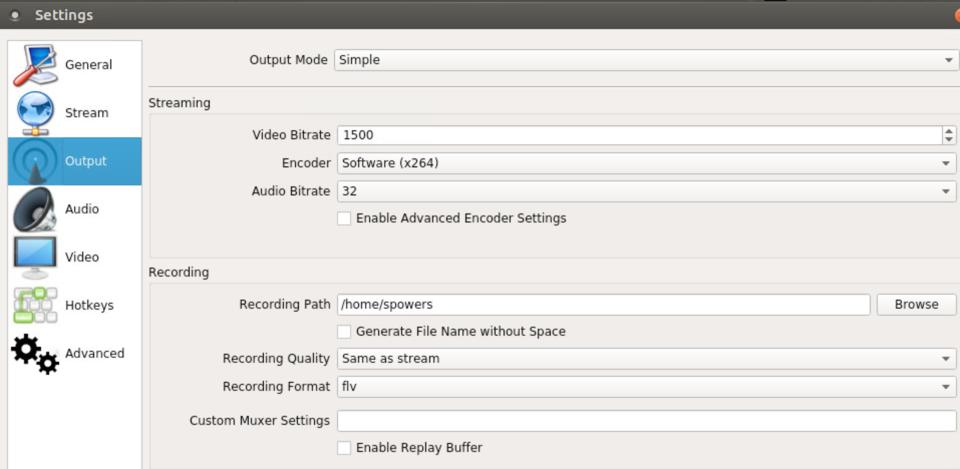 Settings
General
Stream
Output
Audio
Video
Hotkeys
Advanced
Output Mode Simple
Streaming
Video Bitrate 1500
Encoder Software (x264)
Audio Bitrate 32
Enable Advanced Encoder Settings
Recording
Recording Path /home/spowers Browse
Generate File Name without Space
Recording Quality Same as stream
Recording Format flv
Custom Muxer Settings
Enable Replay Buffer